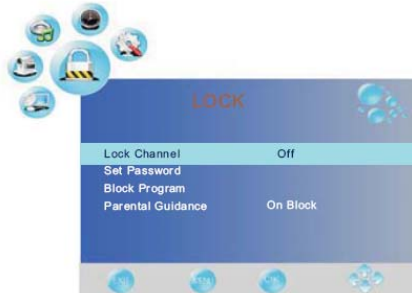 LOCK
Lock Channel Off
Set Password
Block Program
Parental Guidance On Block